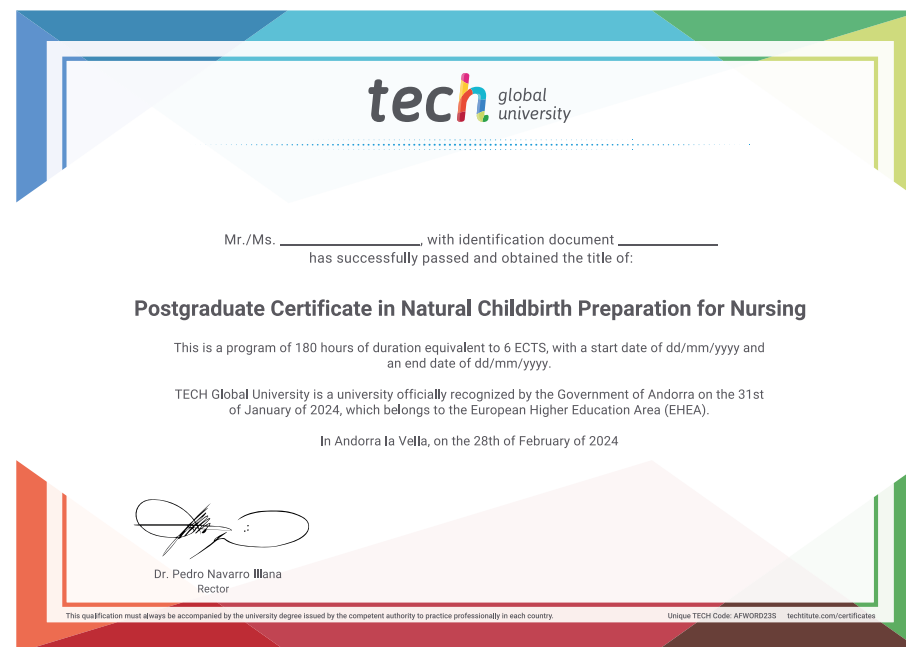 tech global
university
Mr./Ms. ____________, with identification document ____________
has successfully passed and obtained the title of:
Postgraduate Certificate in Natural Childbirth Preparation for Nursing
This is a program of 180 hours of duration equivalent to 6 ECTS, with a start date of dd/mm/yyyy and
an end date of dd/mm/yyyy.
TECH Global University is a university officially recognized by the Government of Andorra on the 31st
of January of 2024, which belongs to the European Higher Education Area (EHEA).
In Andorra la Vella, on the 28th of February of 2024
Dr. Pedro Navarro Illana
Rector
This qualification must always be accompanied by the university degree issued by the competent authority to practice professionally in each country.
Unique TECH Code: AFWORD23S techtitute.com/certificates